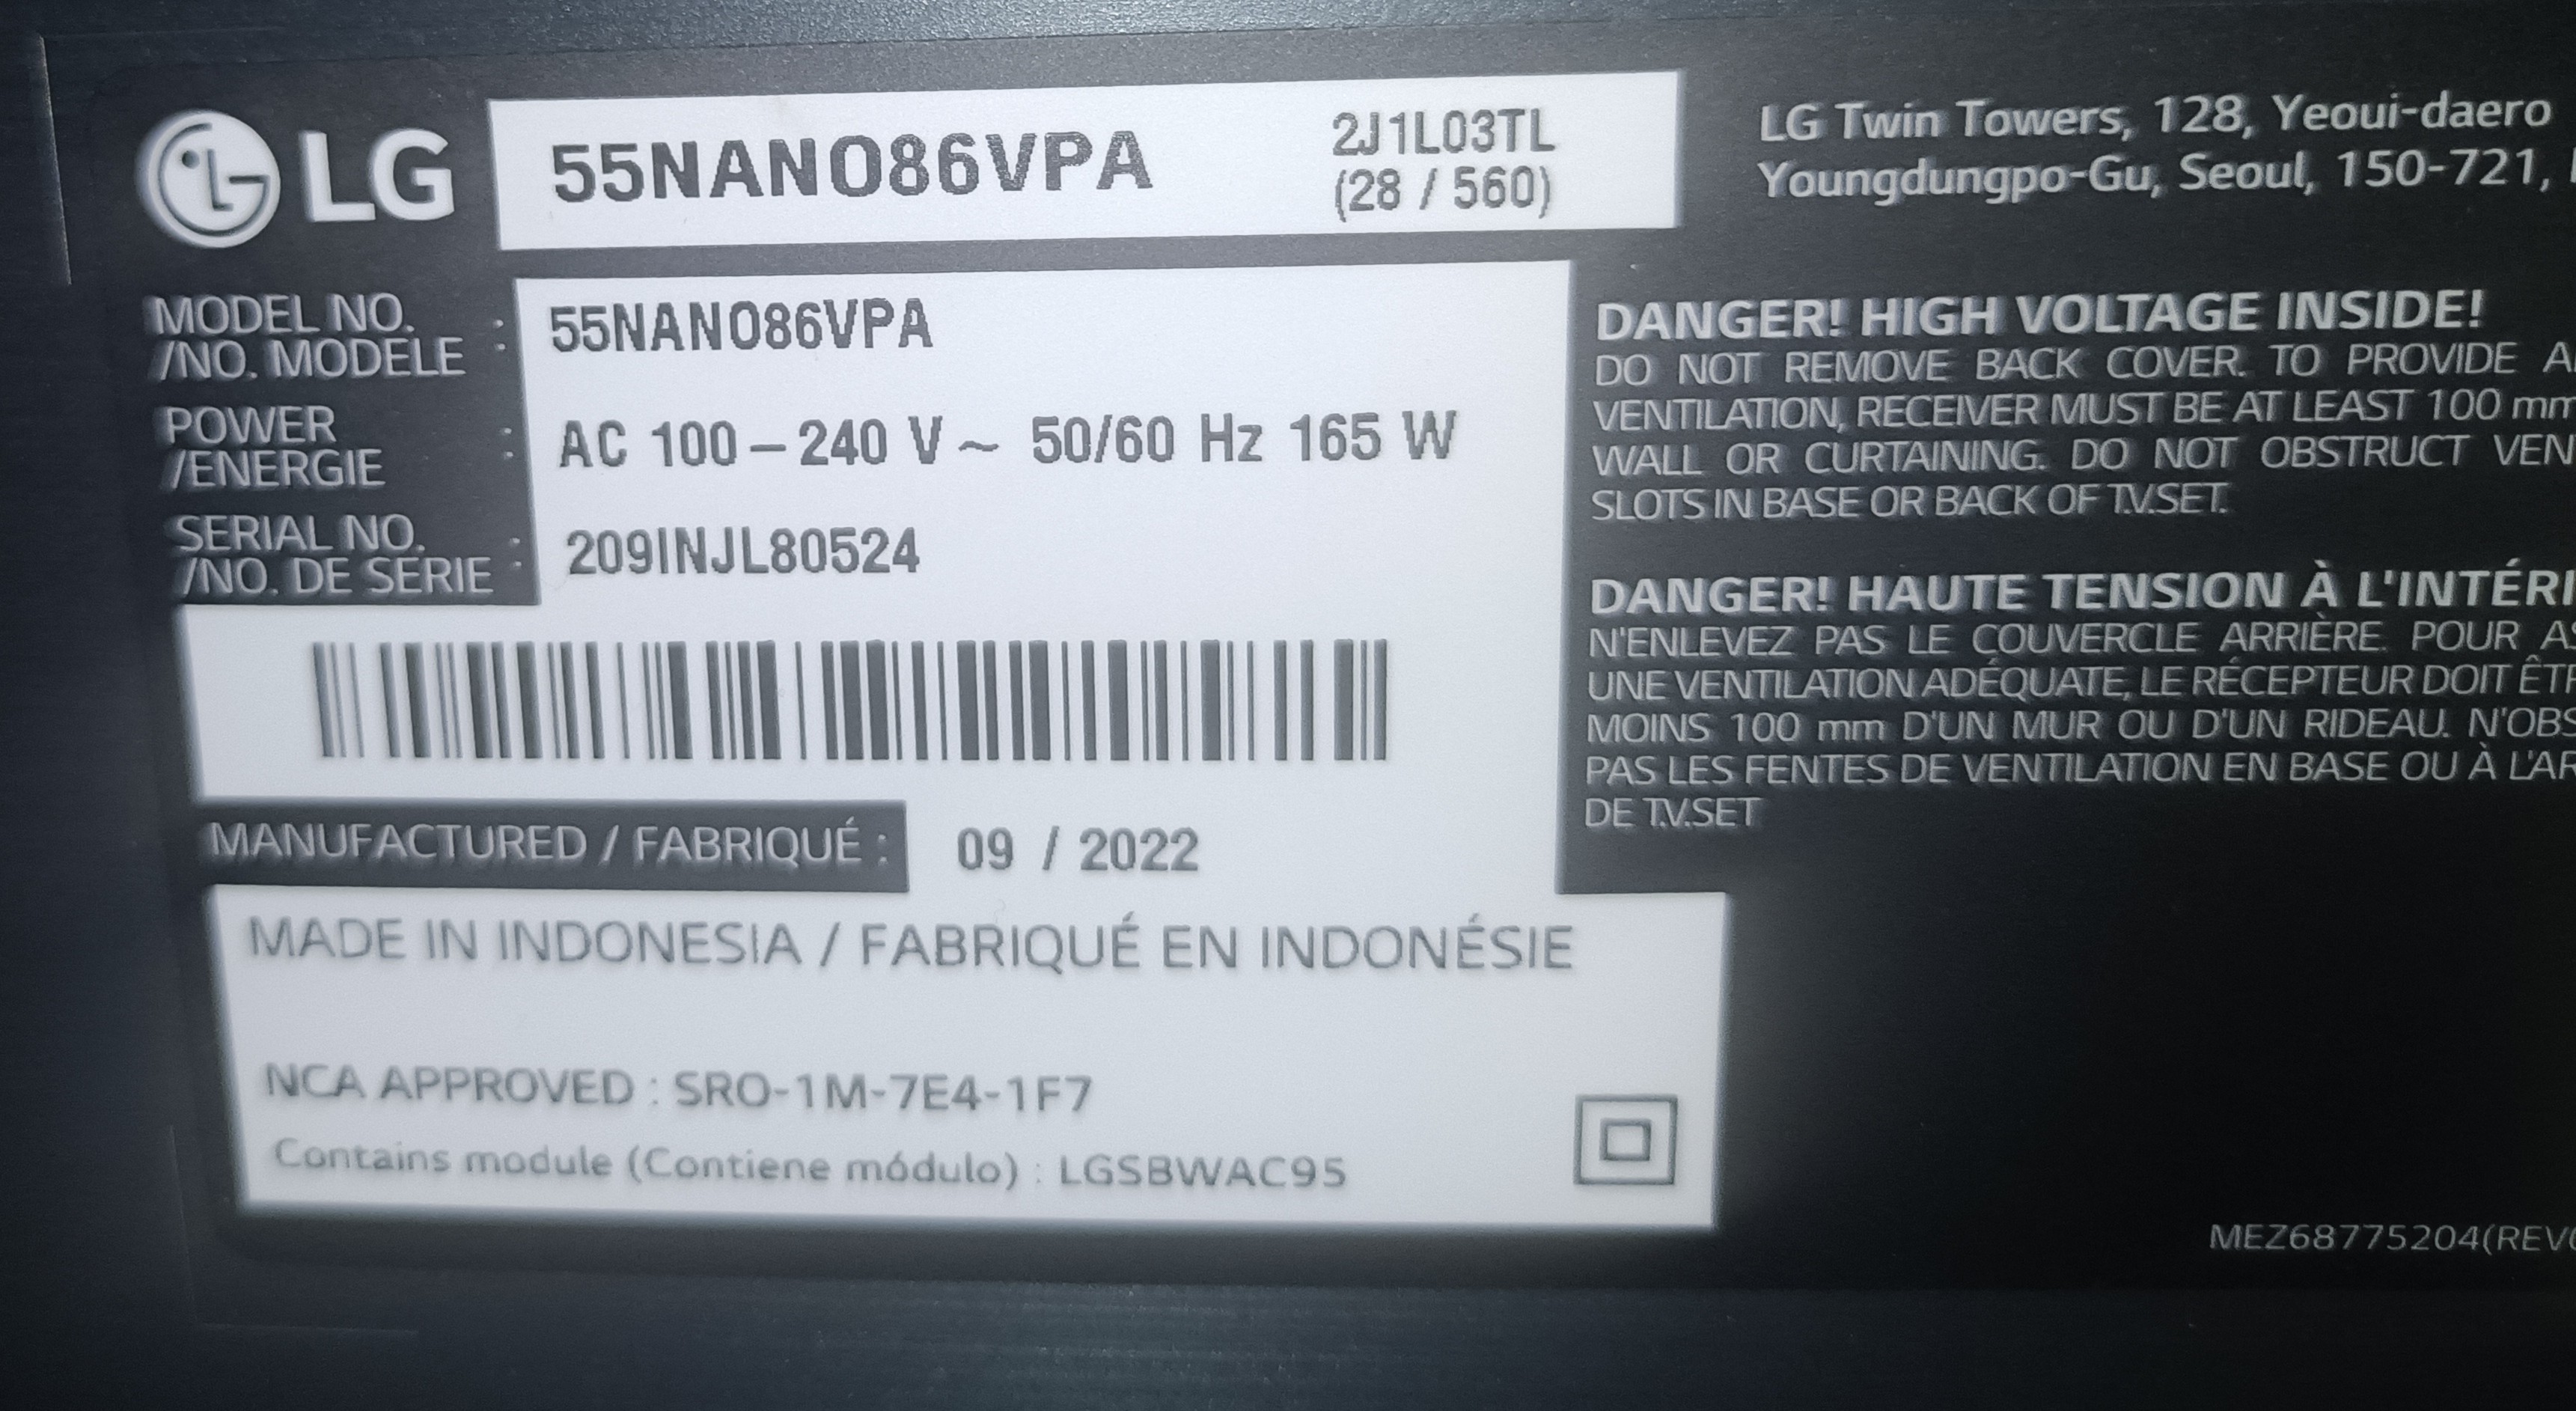 LG
55NANO86VPA
2J1L03TL
(28 / 560)
LG Twin Towers, 128, Yeoui-daero
Youngdungpo-Gu, Seoul, 150-721,
MODEL NO.
/NO. MODELE :
55NANO86VPA
POWER
/ENERGIE :
AC 100 – 240 V ~ 50/60 Hz 165 W
SERIAL NO.
/NO. DE SERIE :
209INJL80524
MANUFACTURED / FABRIQUÉ : 09 / 2022
MADE IN INDONESIA / FABRIQUÉ EN INDONÉSIE
NCA APPROVED : SRO-1M-7E4-1F7
Contains module (Contiene módulo) : LGSBWAC95
DANGER! HIGH VOLTAGE INSIDE!
DO NOT REMOVE BACK COVER. TO PROVIDE
VENTILATION, RECEIVER MUST BE AT LEAST 100 mm
WALL OR CURTAINING. DO NOT OBSTRUCT
SLOTS IN BASE OR BACK OF T.V.SET.
DANGER! HAUTE TENSION À
N'ENLEVEZ PAS LE COUVERCLE ARRIÈRE. POUR
UNE VENTILATION ADÉQUATE, LE RÉCEPTEUR DOIT
MOINS 100 mm D'UN MUR OU D'UN RIDEAU.
PAS LES FENTES DE VENTILATION EN BASE OU À
DE T.V.SET
MEZ68775204(REV